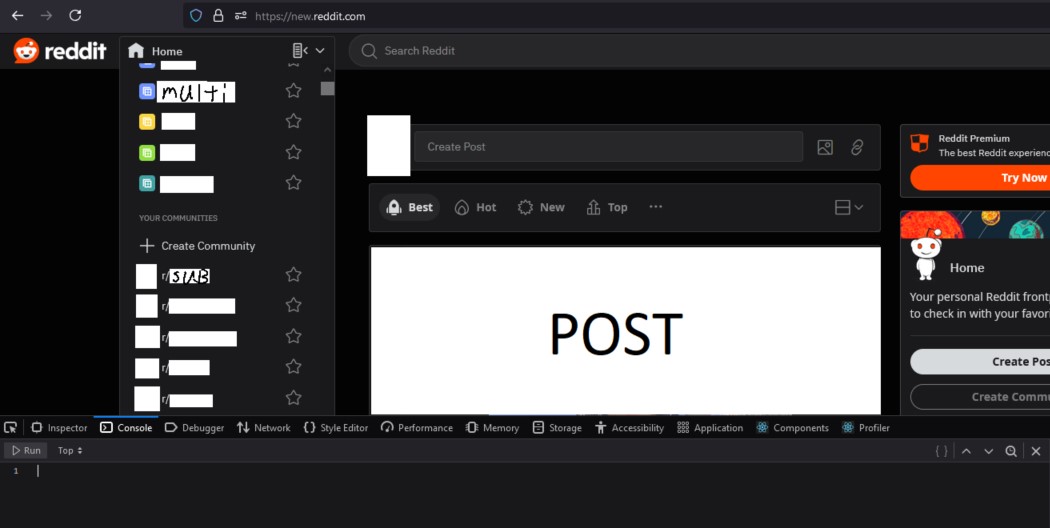 https://new.reddit.com
reddit
Home
Search Reddit
multi
YOUR COMMUNITIES
Create Community
r/SUB
r/
r/
r/
r/
Create Post
Best
Hot
New
Top
POST
Reddit Premium
The best Reddit experienc
Try Now
Home
Your personal Reddit front
to check in with your favor
Create Pos
Create Commu
Inspector
Console
Debugger
Network
Style Editor
Performance
Memory
Storage
Accessibility
Application
Components
Profiler
Run
Top
1